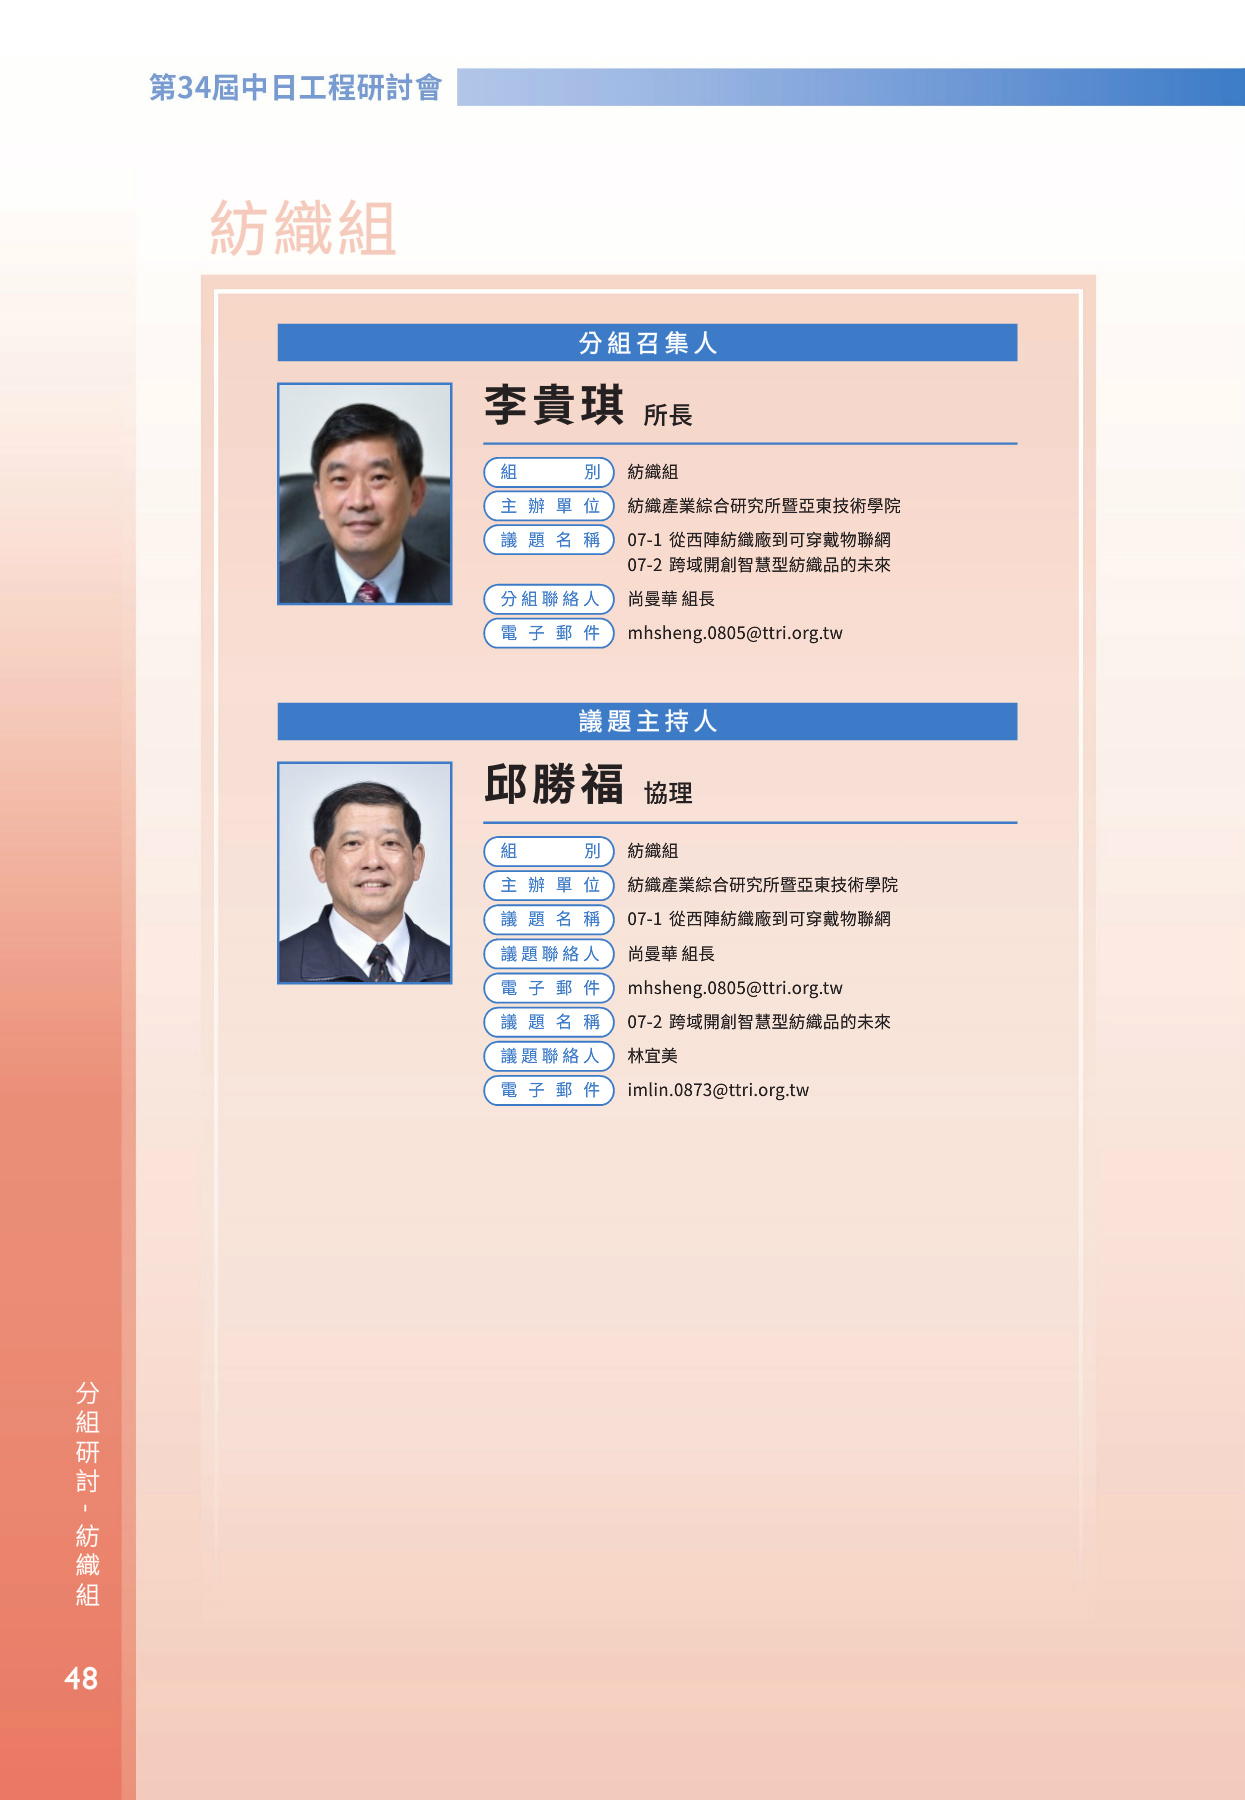 第34屆中日工程研討會
紡織組
分組召集人
李貴琪 所長
組別 紡織組
主辦單位 紡織產業綜合研究所暨亞東技術學院
議題名稱 07-1 從西陣紡織廠到可穿戴物聯網
07-2 跨域開創智慧型紡織品的未來
分組聯絡人 尚曼華 組長
電子郵件 mhsheng.0805@ttri.org.tw
議題主持人
邱勝福 協理
組別 紡織組
主辦單位 紡織產業綜合研究所暨亞東技術學院
議題名稱 07-1 從西陣紡織廠到可穿戴物聯網
議題聯絡人 尚曼華 組長
電子郵件 mhsheng.0805@ttri.org.tw
議題名稱 07-2 跨域開創智慧型紡織品的未來
議題聯絡人 林宜美
電子郵件 imlin.0873@ttri.org.tw
分組研討-紡織組
48